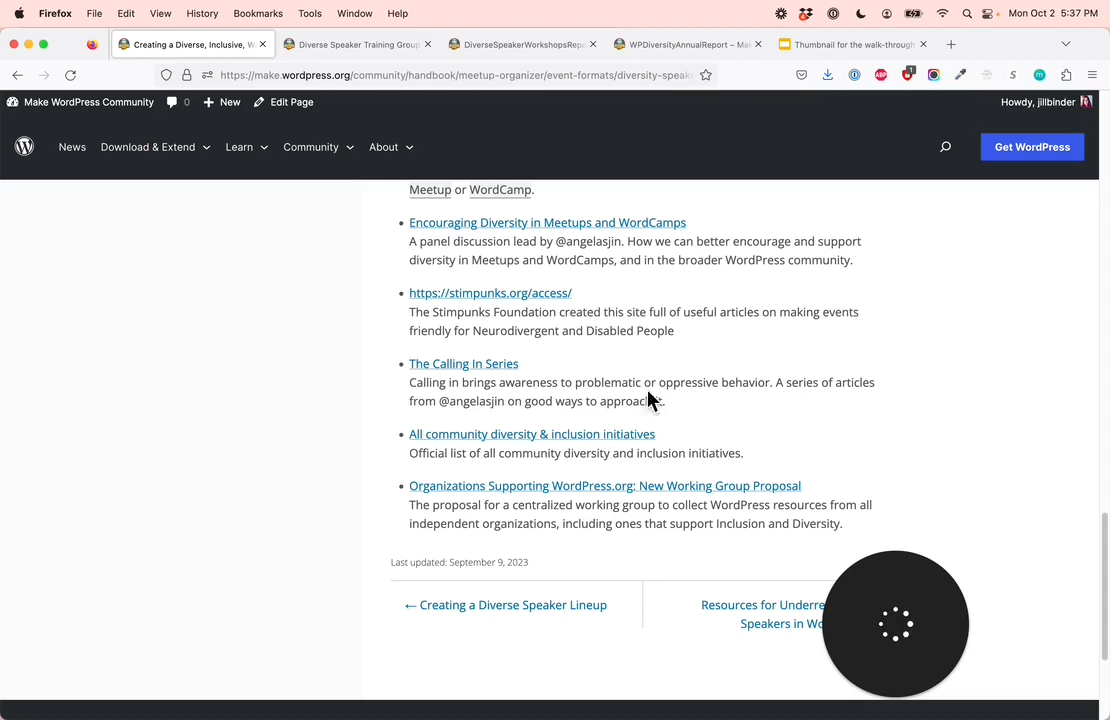 Firefox File Edit View History Bookmarks Tools Window Help Mon Oct 2 5:37 PM
Creating a Diverse, Inclusive, W Diverse Speaker Training Group DiverseSpeakerWorkshopsRepo WPDiversityAnnualReport – Ma Thumbnail for the walk-through
https://make.wordpress.org/community/handbook/meetup-organizer/event-formats/diversity-speake
ABP 1 S m
Make WordPress Community 0 New Edit Page Howdy, jillbinder
News Download & Extend Learn Community About Get WordPress
Meetup or WordCamp.
Encouraging Diversity in Meetups and WordCamps
A panel discussion lead by @angelasjin. How we can better encourage and support
diversity in Meetups and WordCamps, and in the broader WordPress community.
https://stimpunks.org/access/
The Stimpunks Foundation created this site full of useful articles on making events
friendly for Neurodivergent and Disabled People
The Calling In Series
Calling in brings awareness to problematic or oppressive behavior. A series of articles
from @angelasjin on good ways to approach
All community diversity & inclusion initiatives
Official list of all community diversity and inclusion initiatives.
Organizations Supporting WordPress.org: New Working Group Proposal
The proposal for a centralized working group to collect WordPress resources from all
independent organizations, including ones that support Inclusion and Diversity.
Last updated: September 9, 2023
← Creating a Diverse Speaker Lineup
Resources for Underre
Speakers in Wo